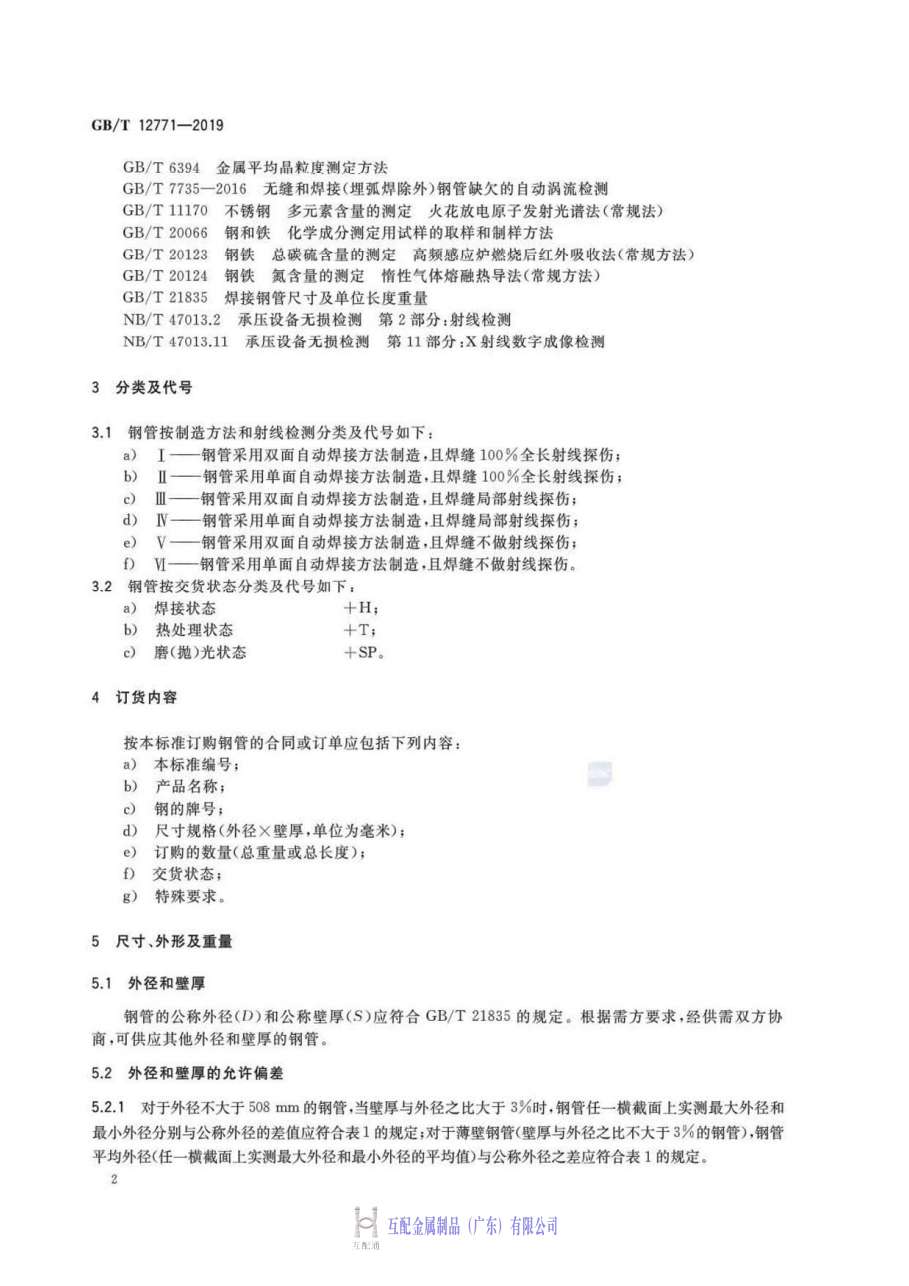 GB/T 12771—2019
GB/T 6394 金属平均晶粒度测定方法
GB/T 7735—2016 无缝和焊接(埋弧焊除外)钢管缺欠的自动涡流检测
GB/T 11170 不锈钢 多元素含量的测定 火花放电原子发射光谱法(常规法)
GB/T 20066 钢和铁 化学成分测定用试样的取样和制样方法
GB/T 20123 钢铁 总碳硫含量的测定 高频感应炉燃烧后红外吸收法(常规方法)
GB/T 20124 钢铁 氮含量的测定 惰性气体熔融热导法(常规方法)
GB/T 21835 焊接钢管尺寸及单位长度重量
NB/T 47013.2 承压设备无损检测 第2部分:射线检测
NB/T 47013.11 承压设备无损检测 第11部分:X射线数字成像检测
3 分类及代号
3.1 钢管按制造方法和射线检测分类及代号如下:
a) Ⅰ——钢管采用双面自动焊接方法制造,且焊缝100%全长射线探伤;
b) Ⅱ——钢管采用单面自动焊接方法制造,且焊缝100%全长射线探伤;
c) Ⅲ——钢管采用双面自动焊接方法制造,且焊缝局部射线探伤;
d) Ⅳ——钢管采用单面自动焊接方法制造,且焊缝局部射线探伤;
e) Ⅴ——钢管采用双面自动焊接方法制造,且焊缝不做射线探伤;
f) Ⅵ——钢管采用单面自动焊接方法制造,且焊缝不做射线探伤。
3.2 钢管按交货状态分类及代号如下:
a) 焊接状态 +H;
b) 热处理状态 +T;
c) 磨(抛)光状态 +SP。
4 订货内容
按本标准订购钢管的合同或订单应包括下列内容:
a) 本标准编号;
b) 产品名称;
c) 钢的牌号;
d) 尺寸规格(外径×壁厚,单位为毫米);
e) 订购的数量(总重量或总长度);
f) 交货状态;
g) 特殊要求。
5 尺寸、外形及重量
5.1 外径和壁厚
钢管的公称外径(D)和公称壁厚(S)应符合 GB/T 21835 的规定。根据需方要求,经供需双方协
商,可供应其他外径和壁厚的钢管。
5.2 外径和壁厚的允许偏差
5.2.1 对于外径不大于508 mm的钢管,当壁厚与外径之比大于3%时,钢管任一横截面上实测最大外径和
最小外径分别与公称外径的差值应符合表1的规定;对于薄壁钢管(壁厚与外径之比不大于3%的钢管),钢管
平均外径(任一横截面上实测最大外径和最小外径的平均值)与公称外径之差应符合表1的规定。
2
互配通
互配金属制品(广东)有限公司